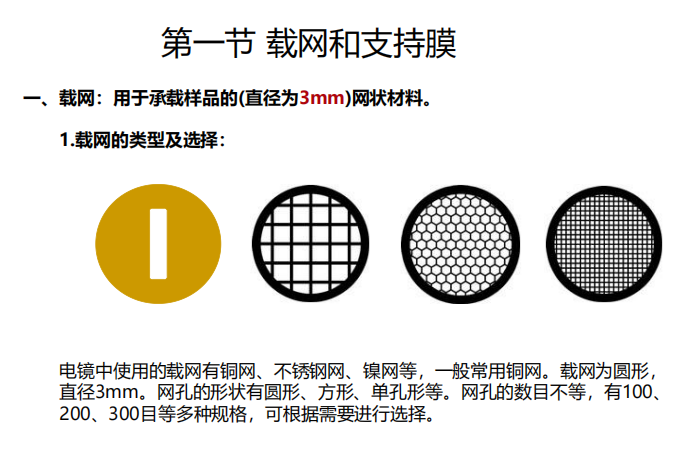 第一节 载网和支持膜
一、载网：用于承载样品的(直径为3mm)网状材料。
1.载网的类型及选择：
电镜中使用的载网有铜网、不锈钢网、镍网等，一般常用铜网。载网为圆形，
直径3mm。网孔的形状有圆形、方形、单孔形等。网孔的数目不等，有100、
200、300目等多种规格，可根据需要进行选择。